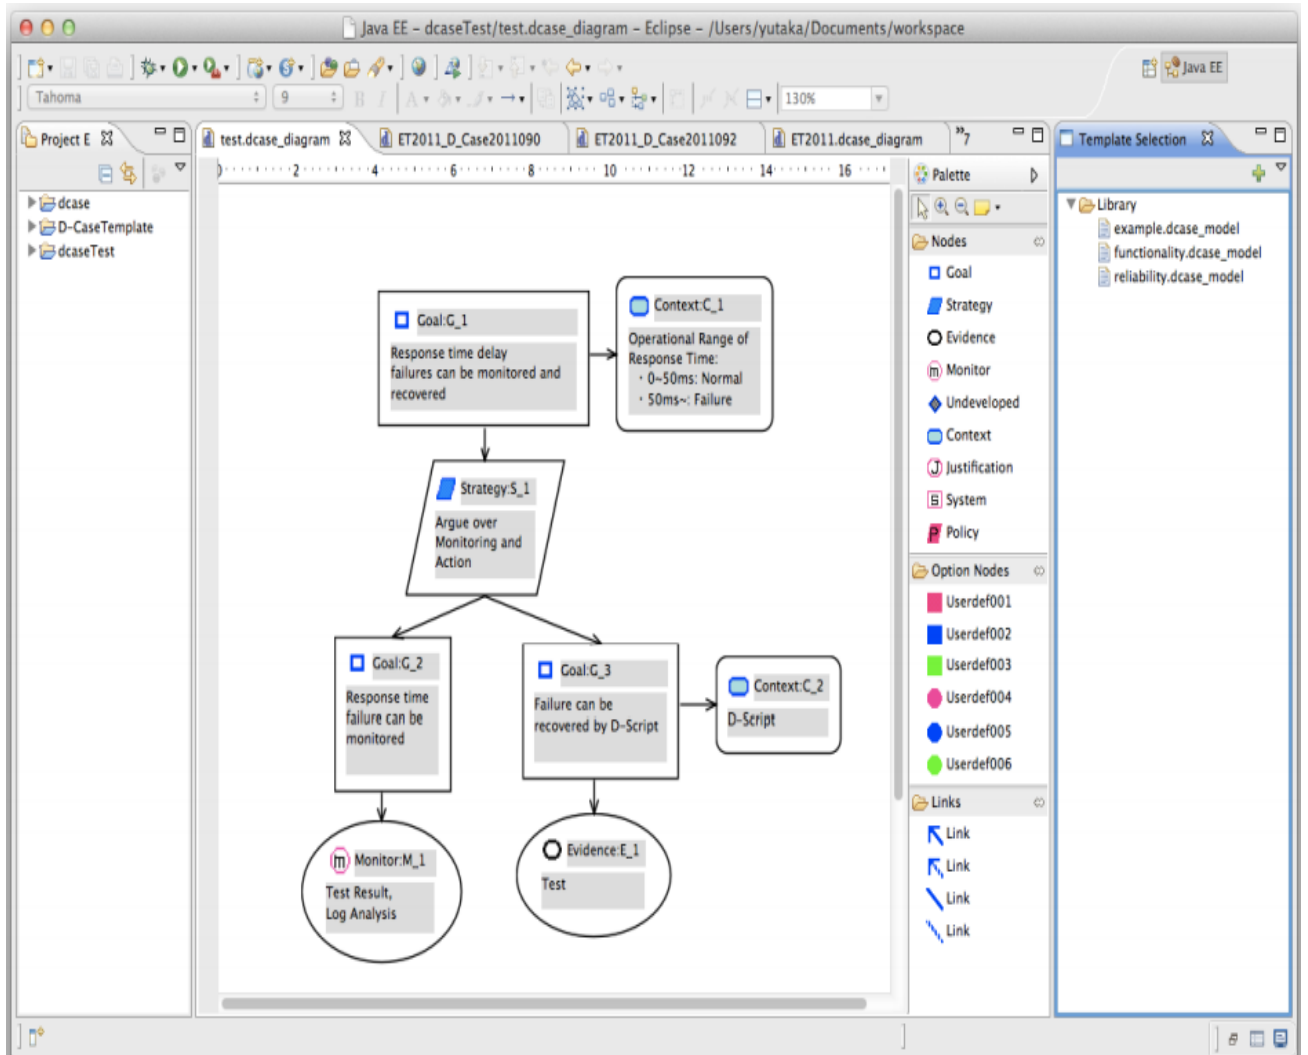 Java EE – dcaseTest/test.dcase_diagram – Eclipse – /Users/yutaka/Documents/workspace
Java EE
Tahoma
9
B I A
130%
Project E
test.dcase_diagram
ET2011_D_Case2011090
ET2011_D_Case2011092
ET2011.dcase_diagram
»7
Template Selection
dcase
D-CaseTemplate
dcaseTest
0 2 4 6 8 10 12 14 16
Goal:G_1
Response time delay
failures can be monitored and
recovered
Context:C_1
Operational Range of
Response Time:
・0~50ms: Normal
・50ms~: Failure
Strategy:S_1
Argue over
Monitoring and
Action
Goal:G_2
Response time
failure can be
monitored
Goal:G_3
Failure can be
recovered by D-Script
Context:C_2
D-Script
m Monitor:M_1
Test Result,
Log Analysis
Evidence:E_1
Test
Palette
Nodes
Goal
Strategy
Evidence
m Monitor
Undeveloped
Context
J Justification
S System
P Policy
Option Nodes
Userdef001
Userdef002
Userdef003
Userdef004
Userdef005
Userdef006
Links
Link
Link
Link
Link
Library
example.dcase_model
functionality.dcase_model
reliability.dcase_model